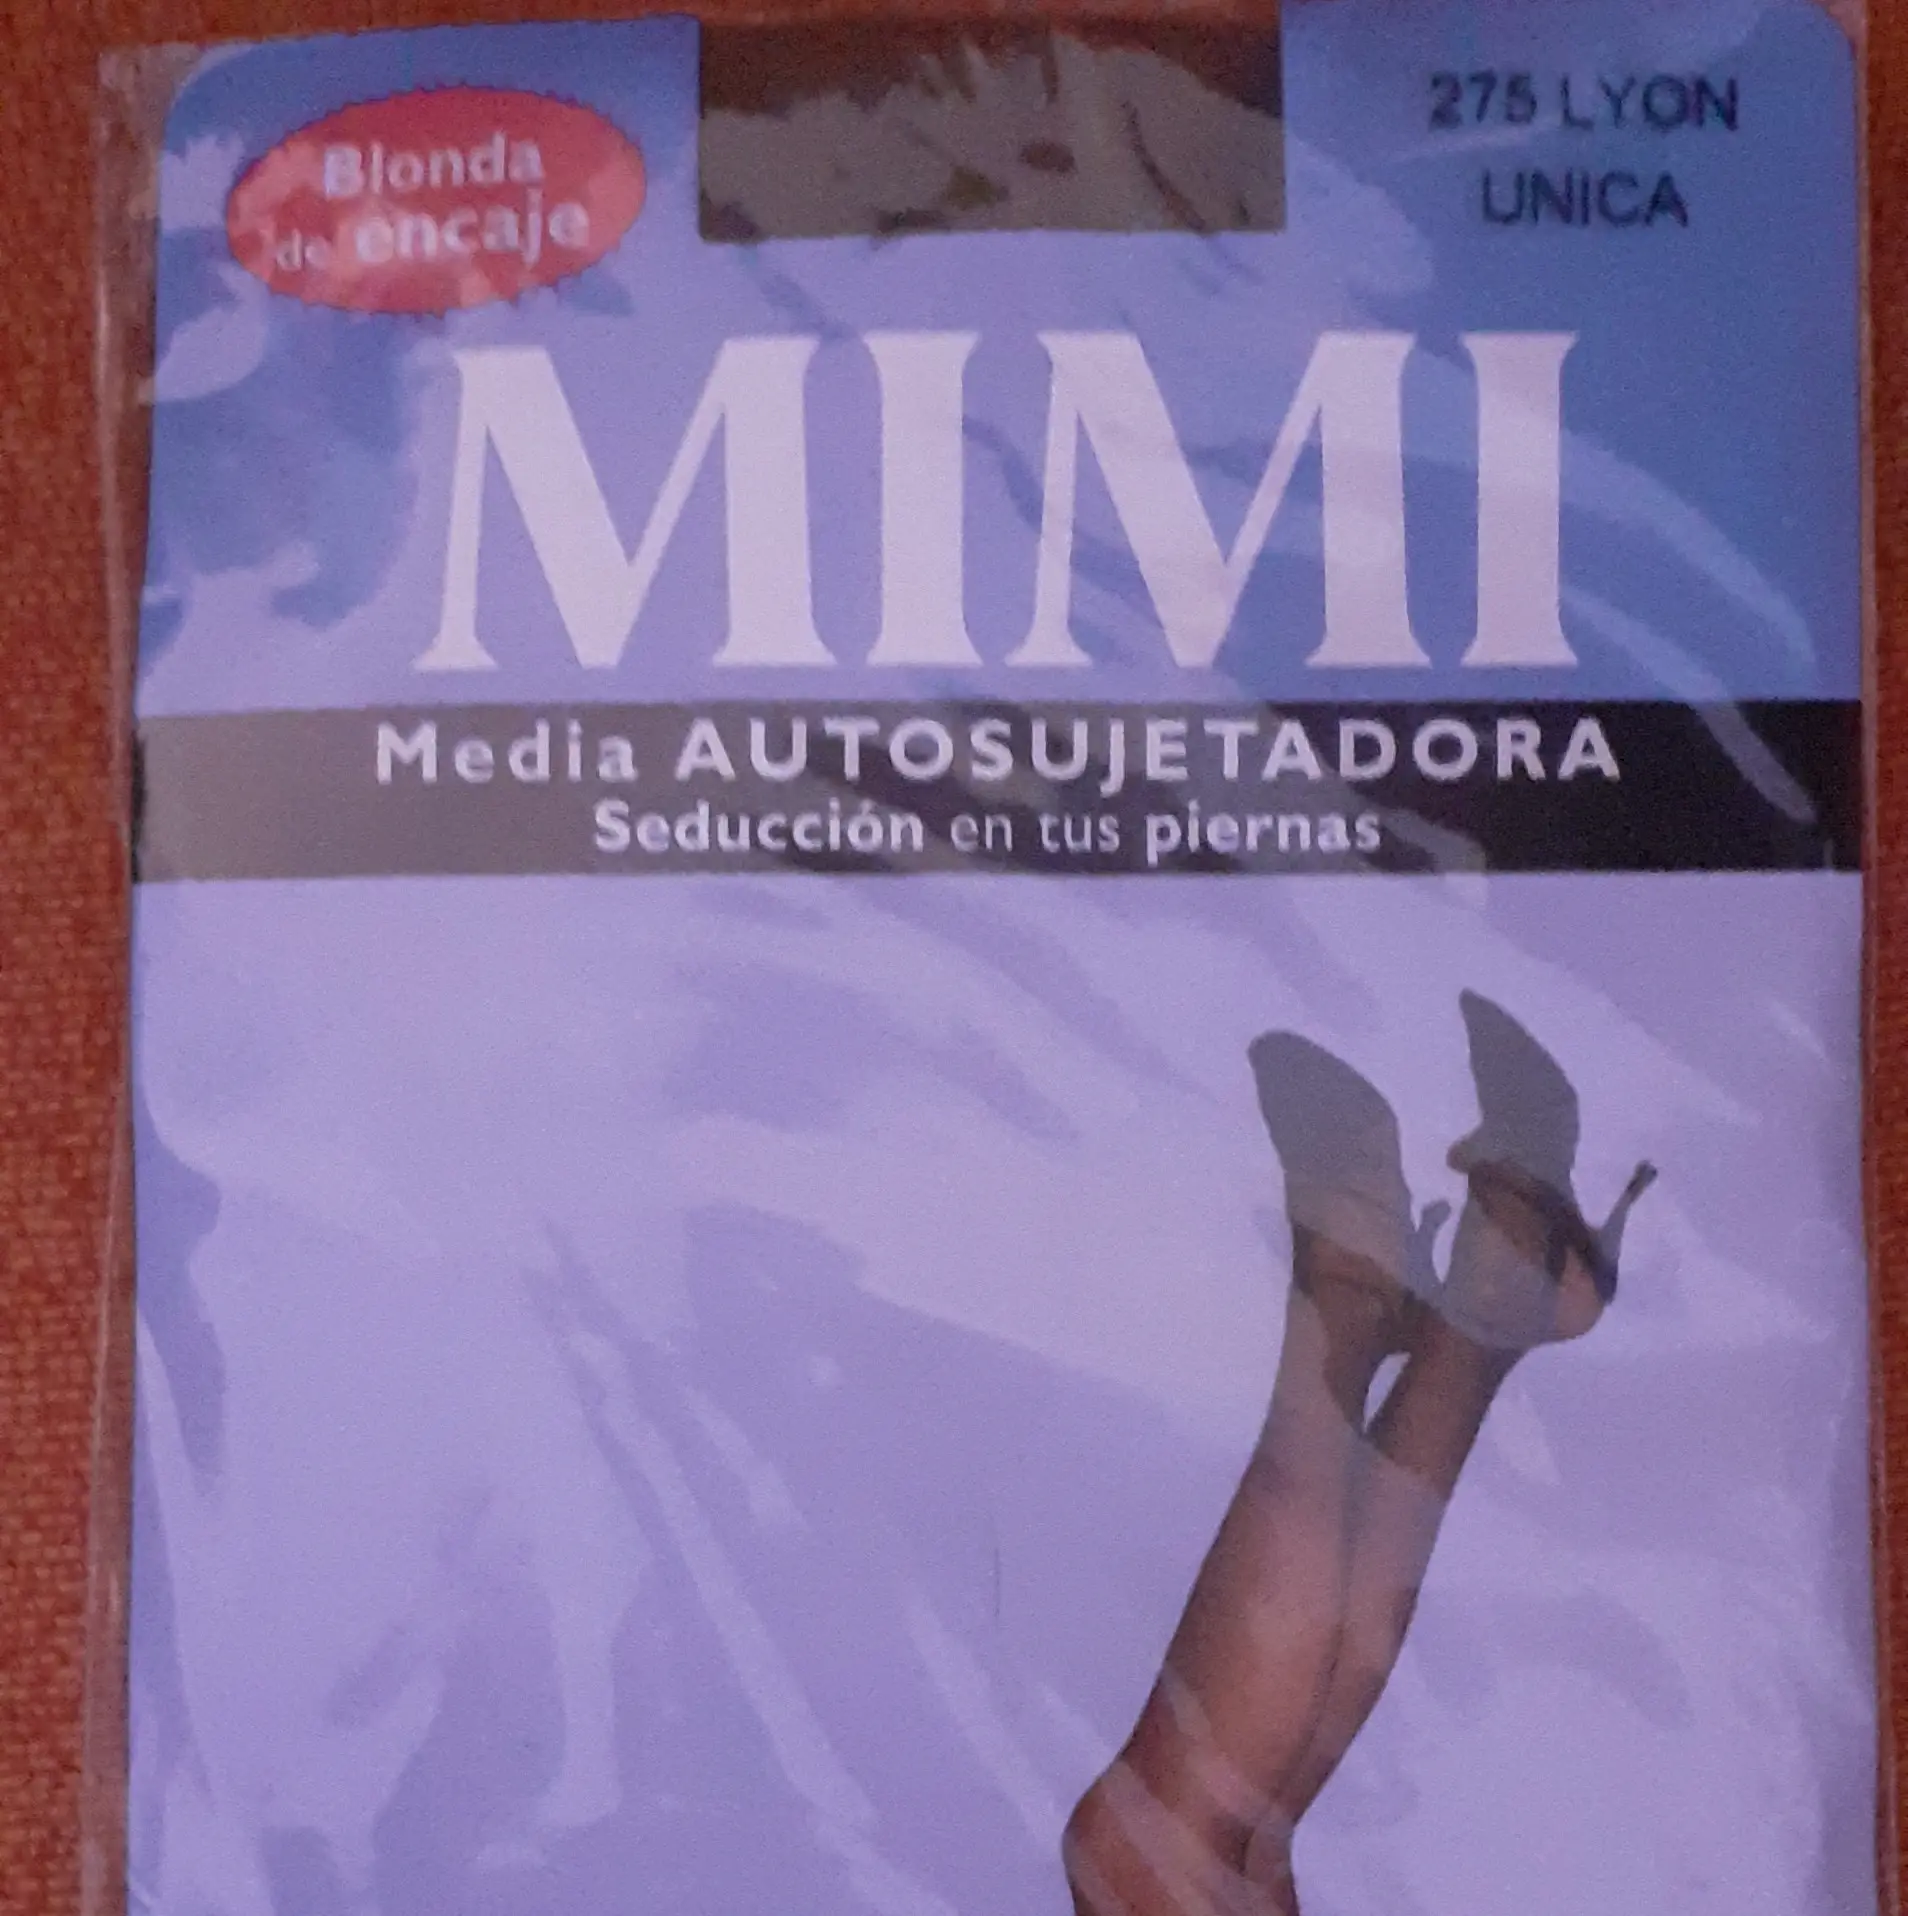 Blonda
de encaje
275 LYON
UNICA
MIMI
Media AUTOSUJETADORA
Seducción en tus piernas